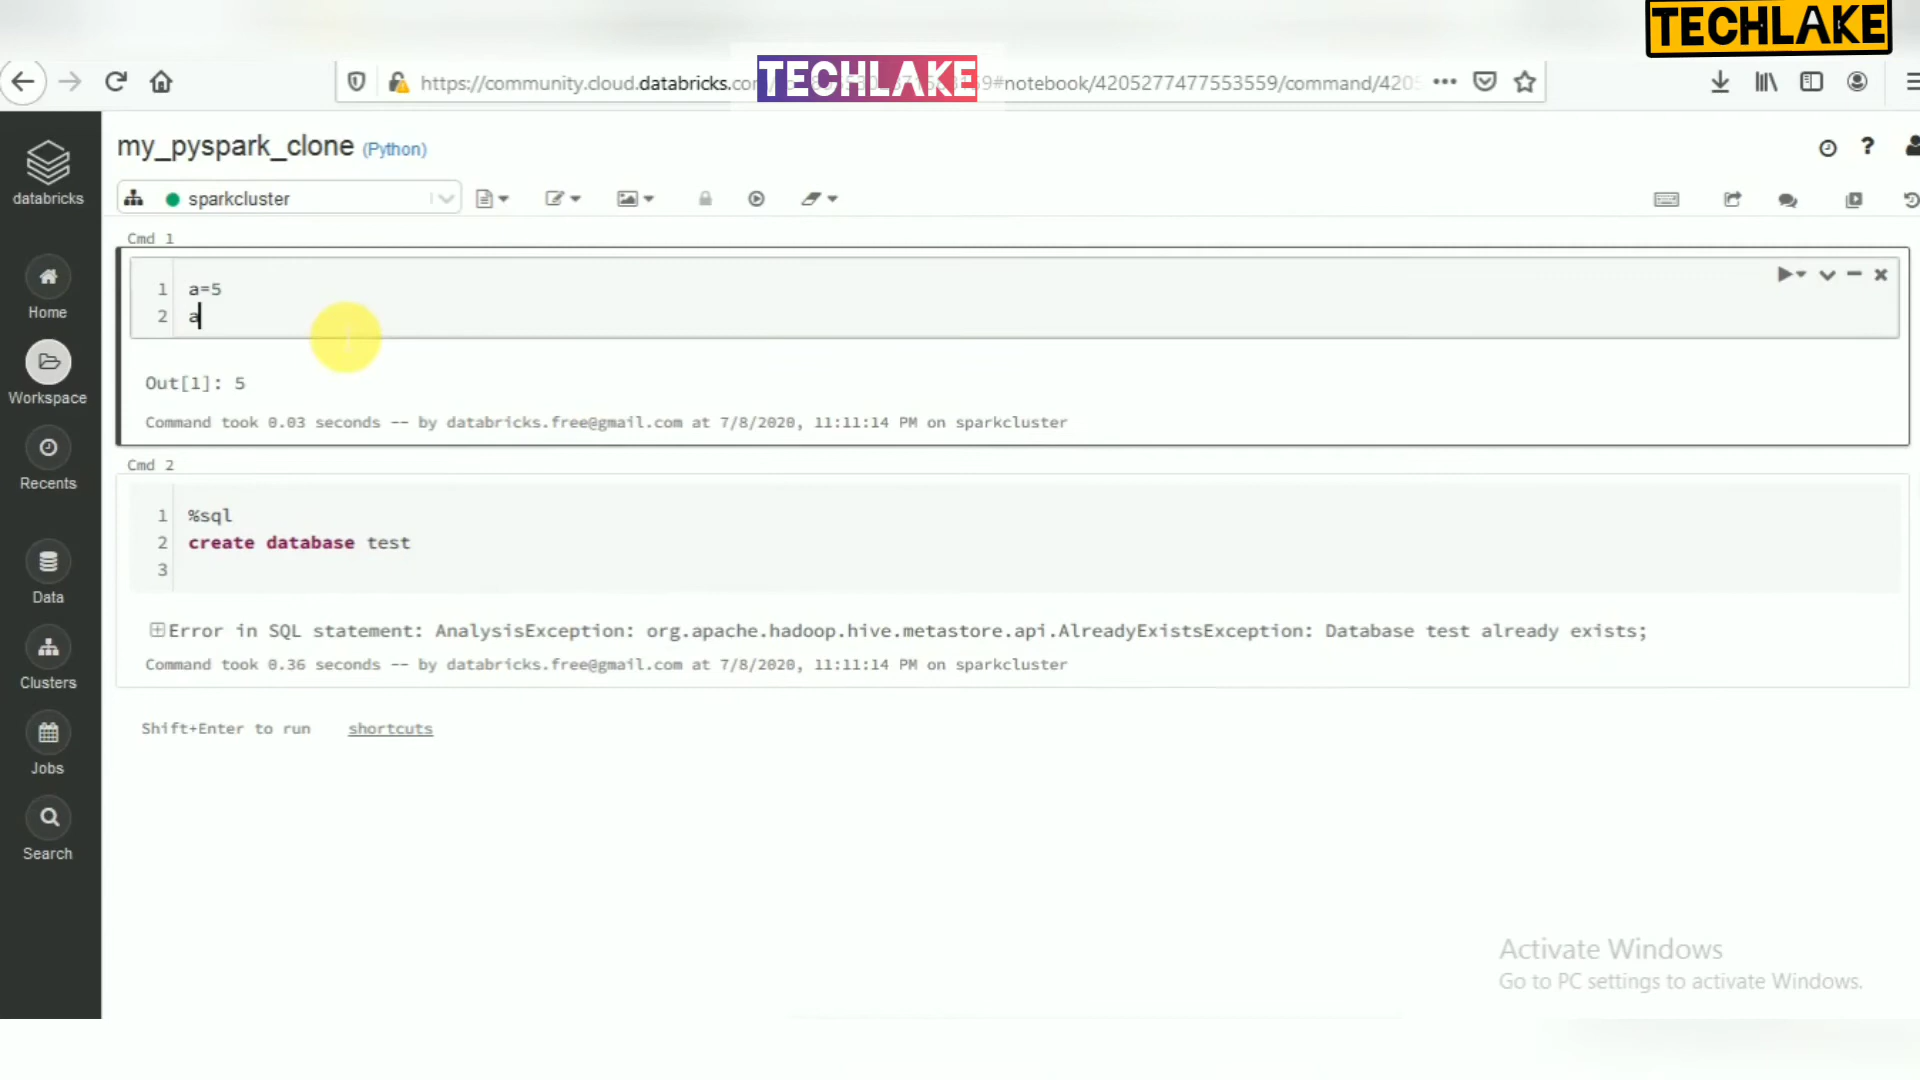 TECHLAKE
TECHLAKE
https://community.cloud.databricks.co
9#notebook/4205277477553559/command/420
databricks
my_pyspark_clone (Python)
sparkcluster
Home
Workspace
Recents
Data
Clusters
Jobs
Search
Cmd 1
1 a=5
2 a
Out[1]: 5
Command took 0.03 seconds -- by databricks.free@gmail.com at 7/8/2020, 11:11:14 PM on sparkcluster
Cmd 2
1 %sql
2 create database test
3
Error in SQL statement: AnalysisException: org.apache.hadoop.hive.metastore.api.AlreadyExistsException: Database test already exists;
Command took 0.36 seconds -- by databricks.free@gmail.com at 7/8/2020, 11:11:14 PM on sparkcluster
Shift+Enter to run shortcuts
Activate Windows
Go to PC settings to activate Windows.